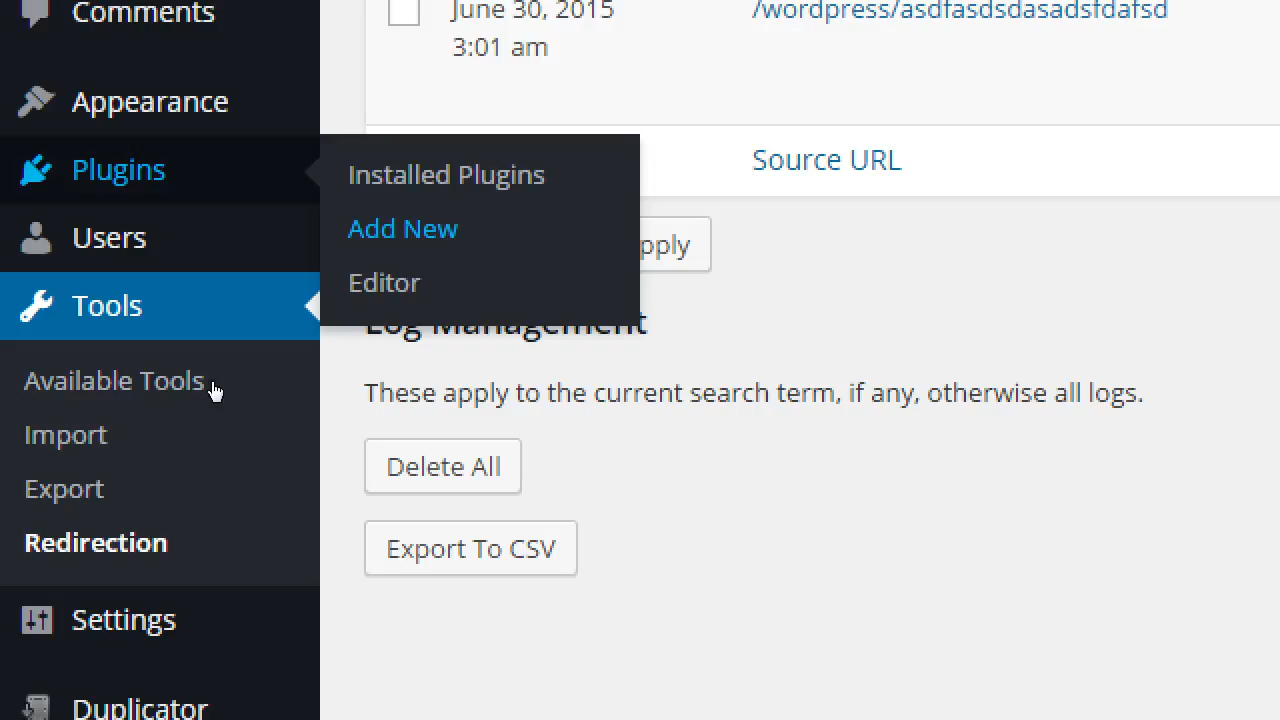 Comments
Appearance
Plugins
Users
Tools
Available Tools
Import
Export
Redirection
Settings
Duplicator
Installed Plugins
Add New
Editor
June 30, 2015
3:01 am
/wordpress/asdfasdsdasadsfdafsd
Source URL
pply
Log Management
These apply to the current search term, if any, otherwise all logs.
Delete All
Export To CSV